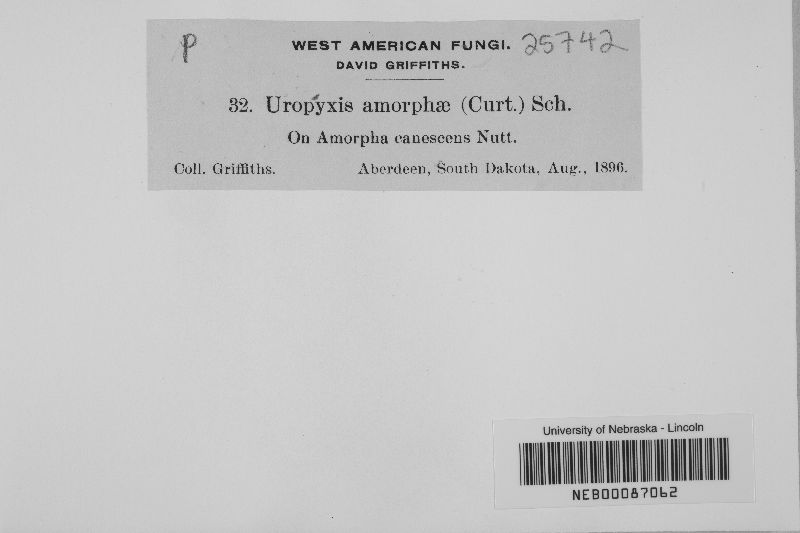 P
WEST AMERICAN FUNGI. 25742
DAVID GRIFFITHS.
32. Uropyxis amorphæ (Curt.) Sch.
On Amorpha canescens Nutt.
Coll. Griffiths. Aberdeen, South Dakota, Aug., 1896.
University of Nebraska - Lincoln
NEB00087062